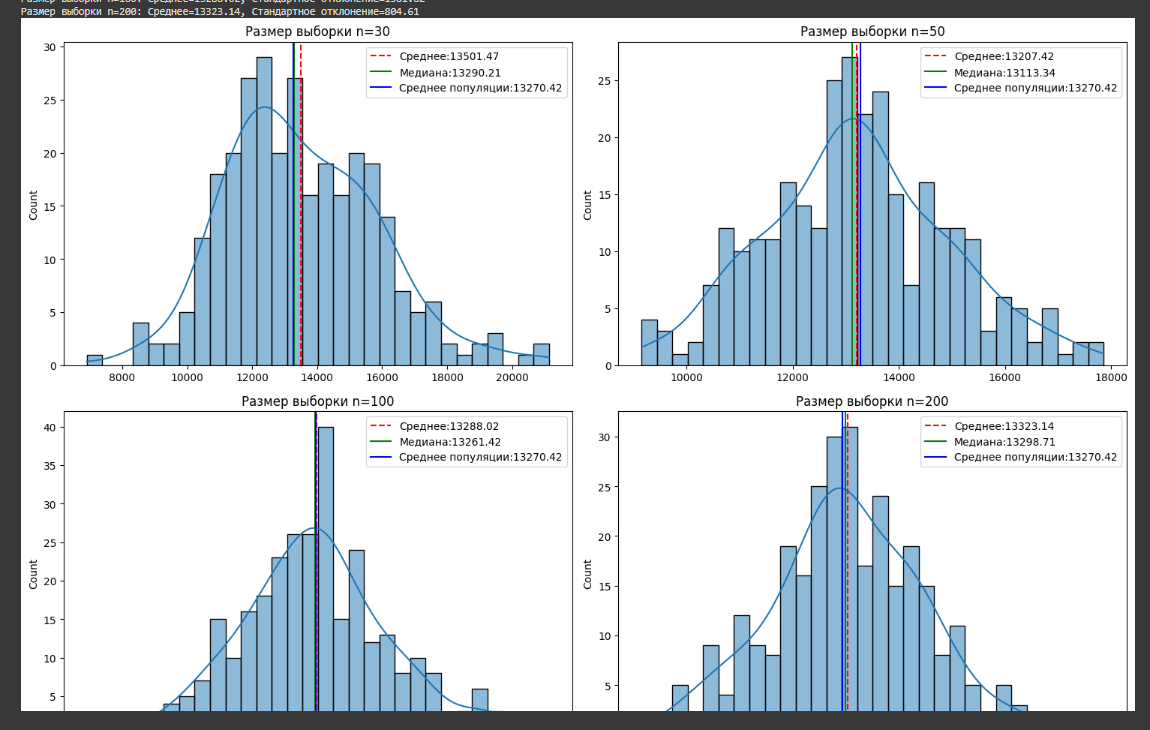 Размер выборки n=200: Среднее=13323.14, Стандартное отклонение=804.61
Размер выборки n=30
30
25
20
15
10
5
0
Count
Среднее:13501.47
Медиана:13290.21
Среднее популяции:13270.42
8000 10000 12000 14000 16000 18000 20000
Размер выборки n=50
25
20
15
10
5
0
Count
Среднее:13207.42
Медиана:13113.34
Среднее популяции:13270.42
10000 12000 14000 16000 18000
Размер выборки n=100
40
35
30
25
20
15
10
5
Count
Среднее:13288.02
Медиана:13261.42
Среднее популяции:13270.42
Размер выборки n=200
30
25
20
15
10
5
Count
Среднее:13323.14
Медиана:13298.71
Среднее популяции:13270.42